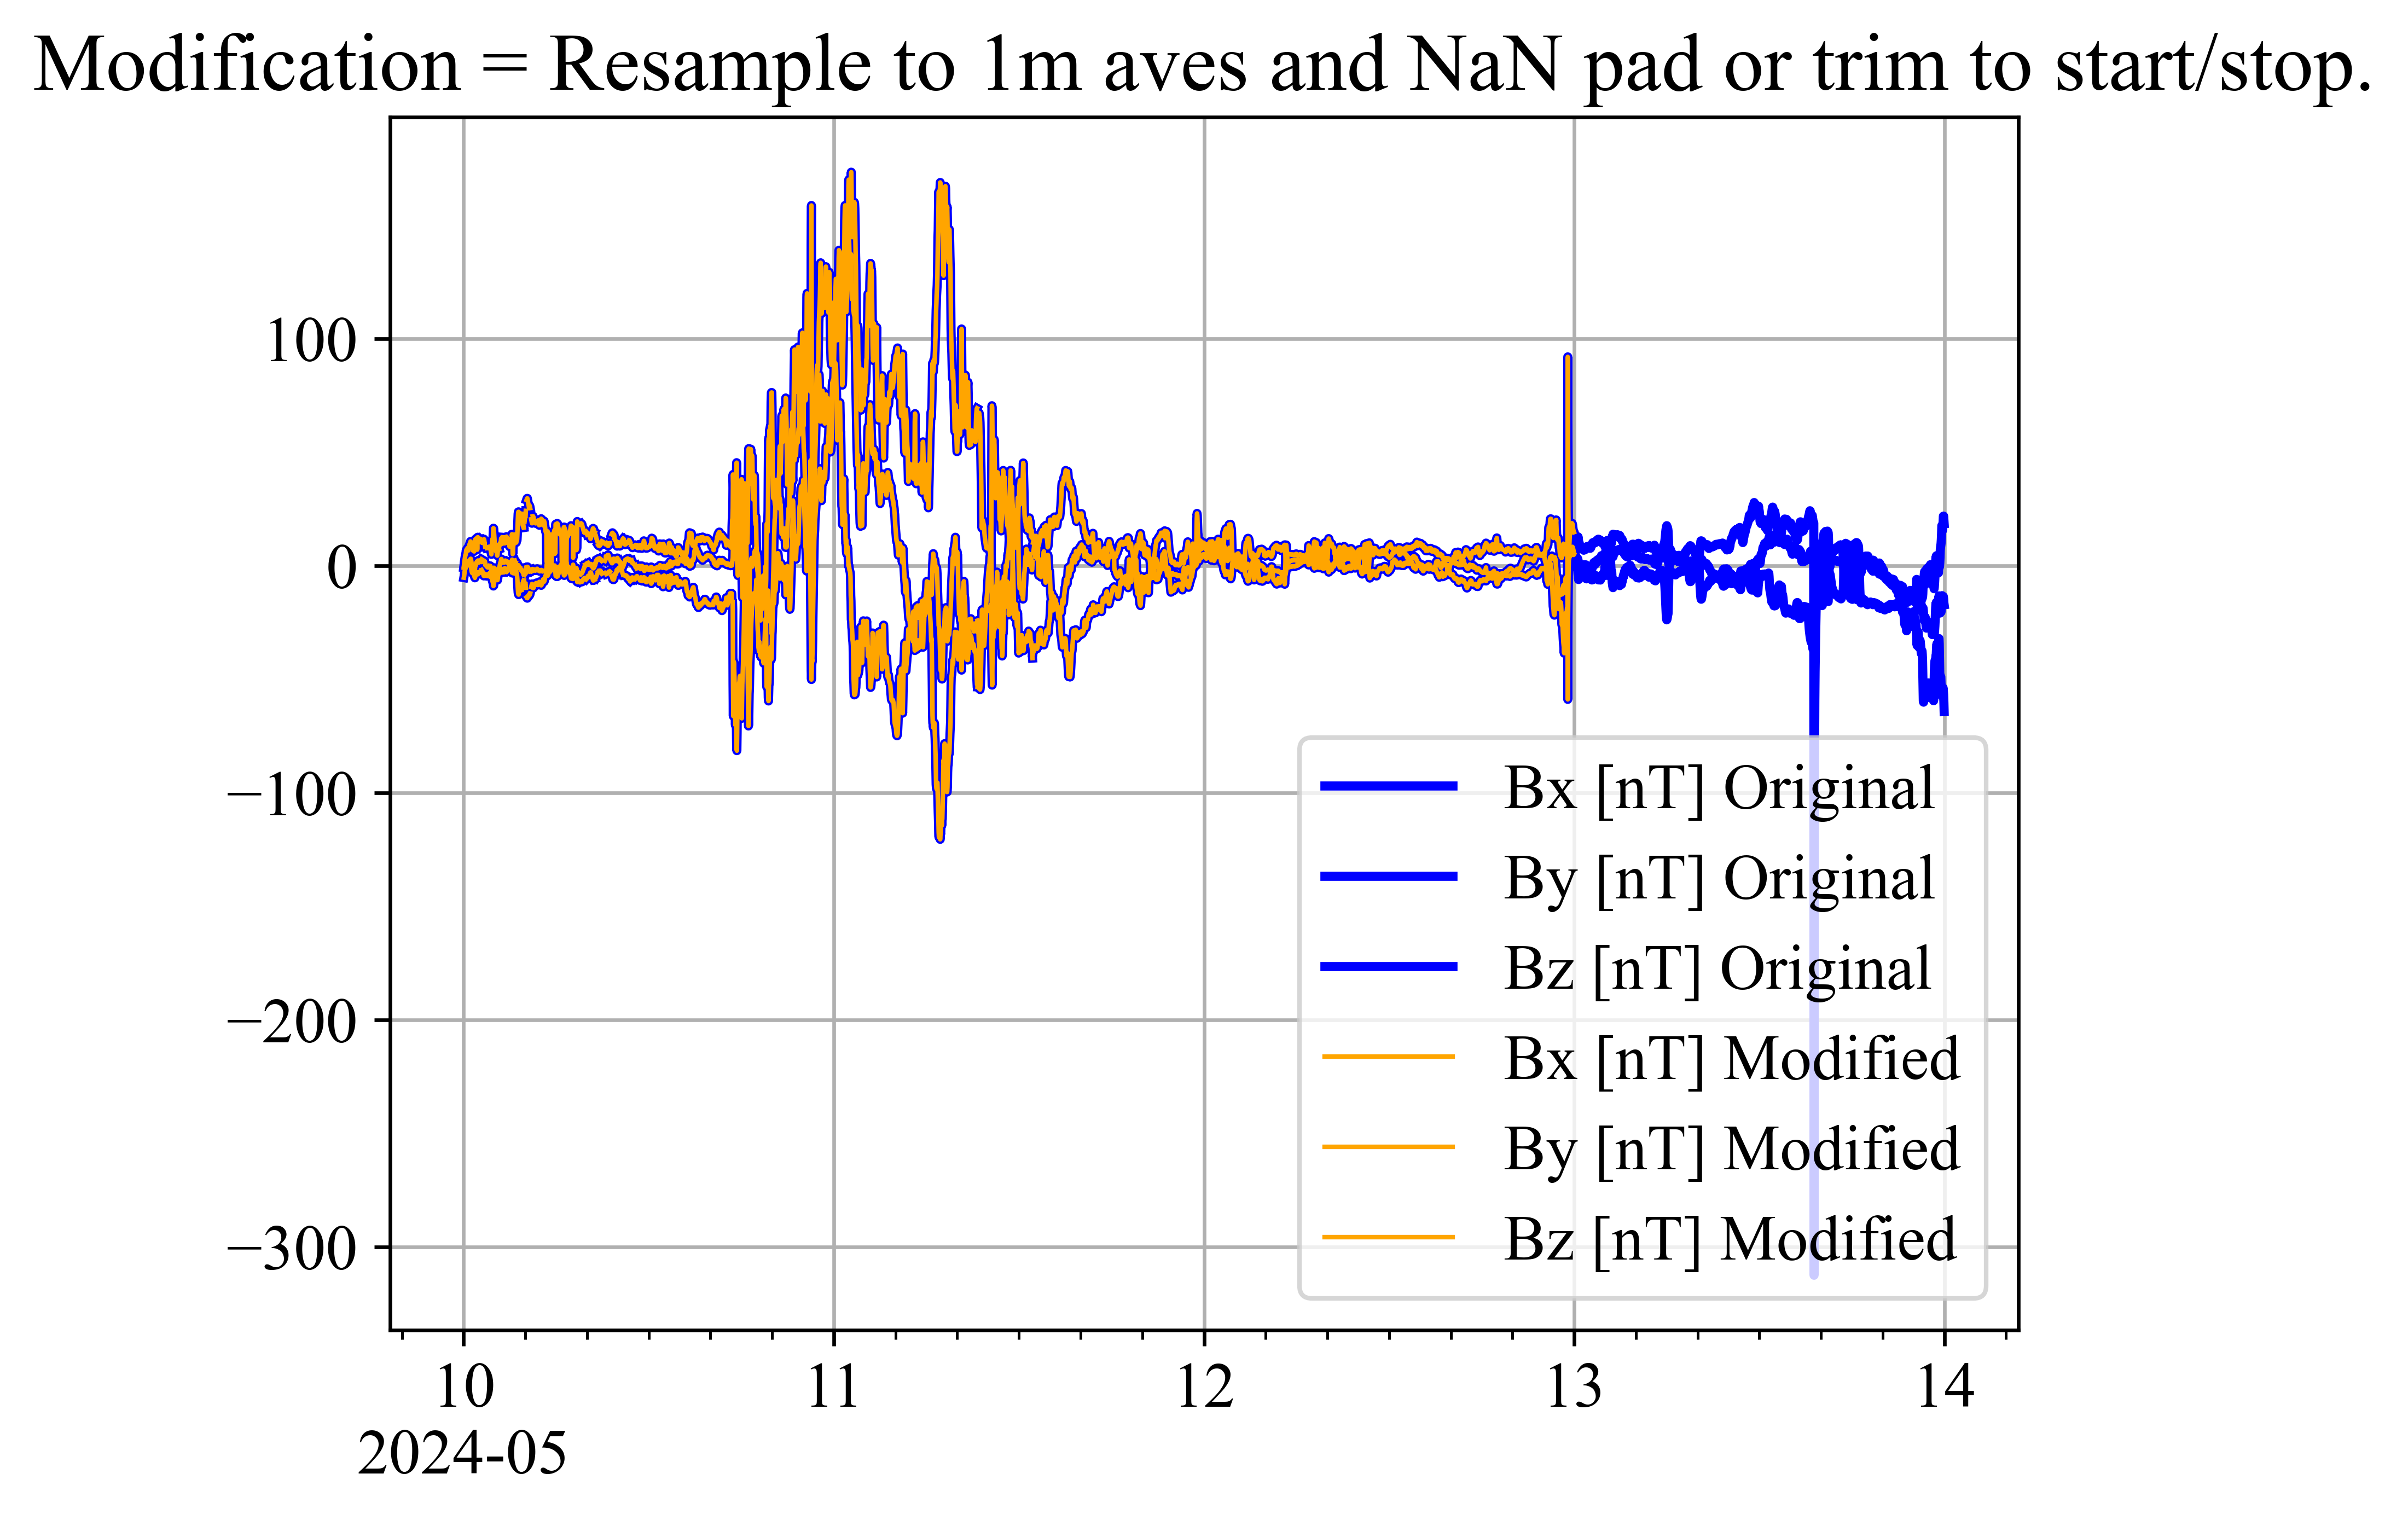 Modification = Resample to 1m aves and NaN pad or trim to start/stop.
100
0
−100
−200
−300
Bx [nT] Original
By [nT] Original
Bz [nT] Original
Bx [nT] Modified
By [nT] Modified
Bz [nT] Modified
10 11 12 13 14
2024-05